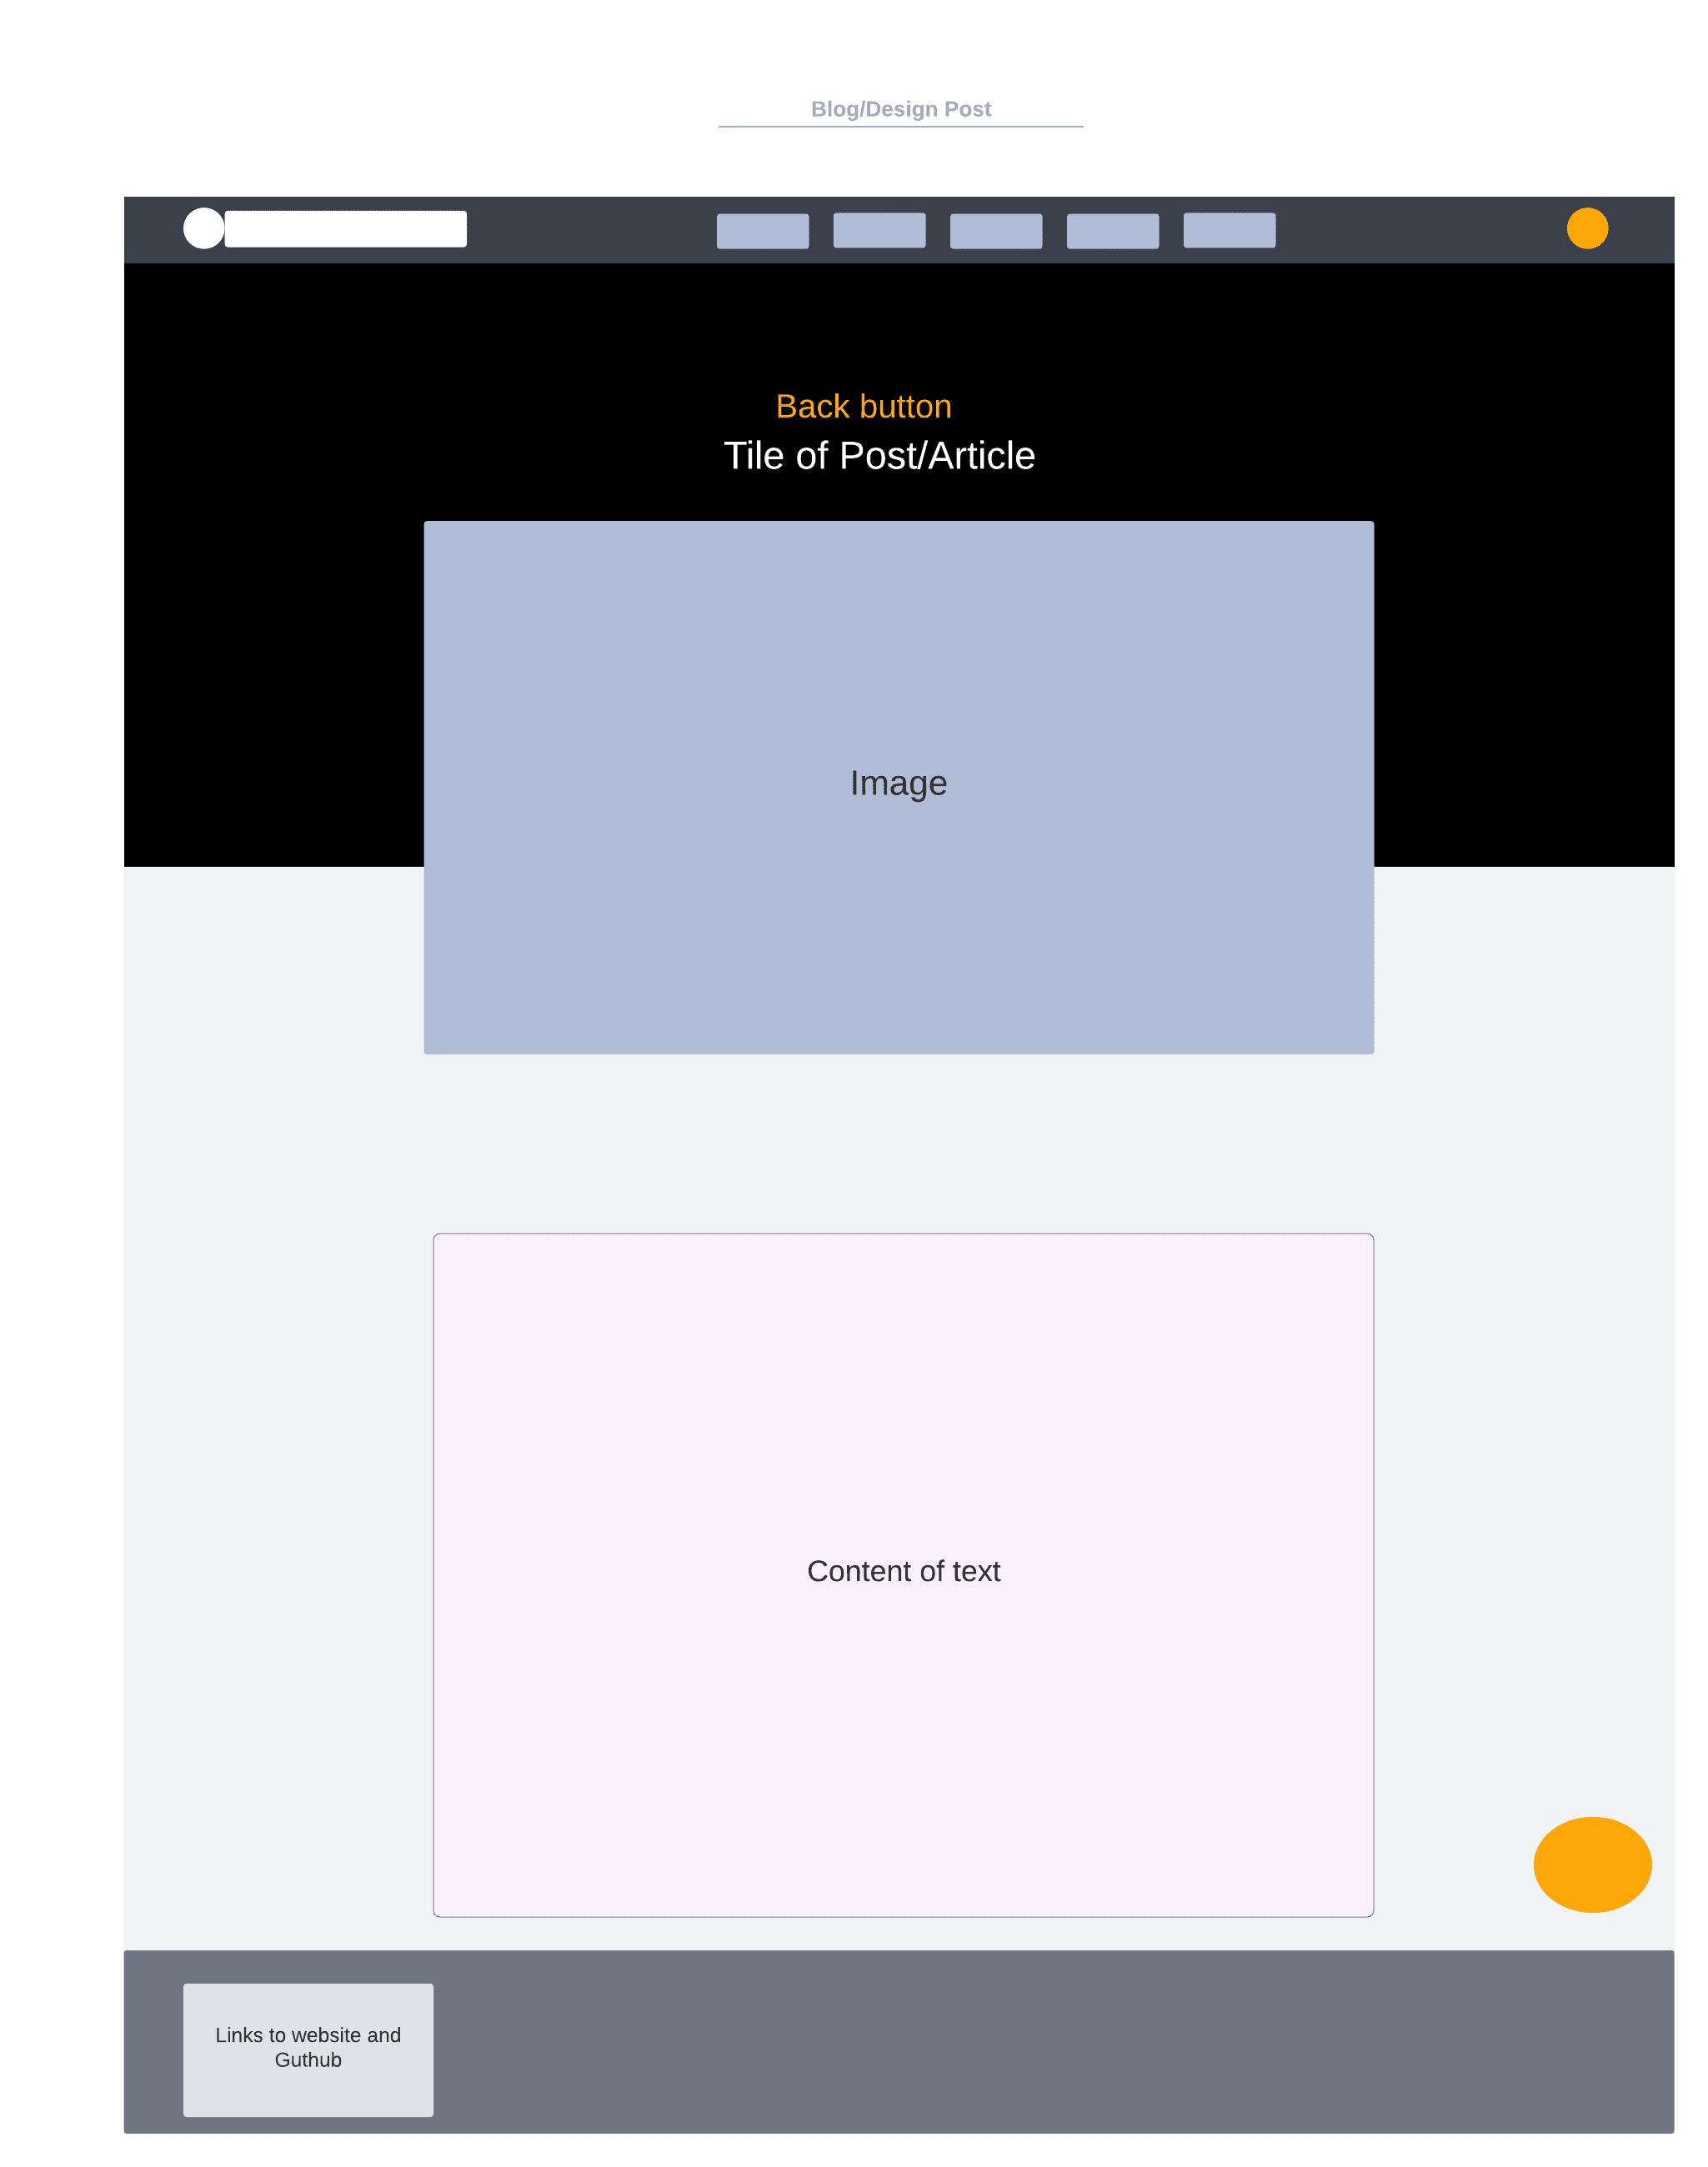 Blog/Design Post
Back button
Tile of Post/Article
Image
Content of text
Links to website and
Guthub